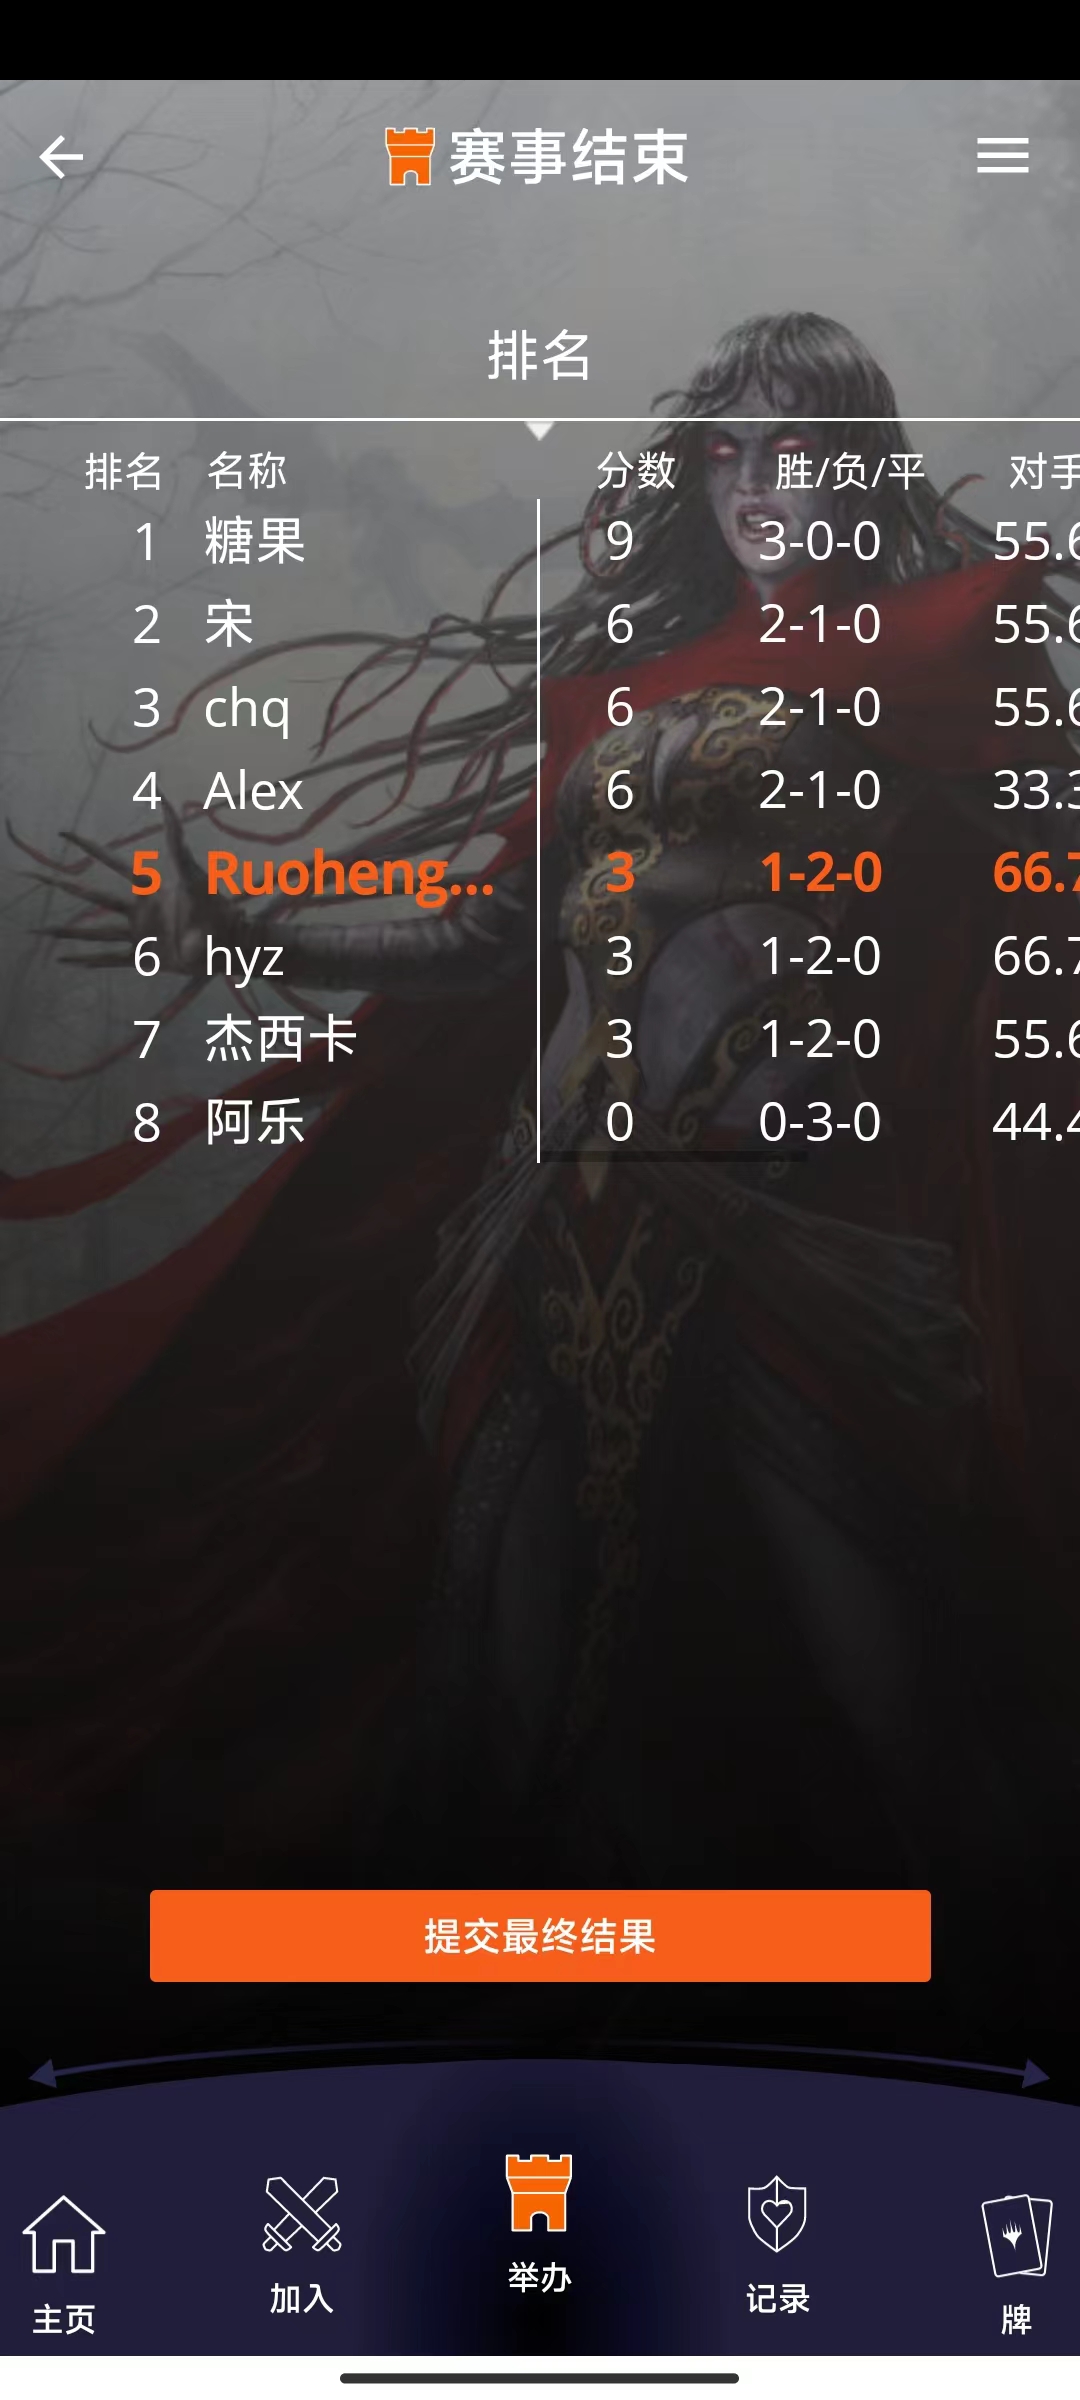 赛事结束
排名
排名 名称 分数 胜/负/平 对手
1 糖果 9 3-0-0 55.6
2 宋 6 2-1-0 55.6
3 chq 6 2-1-0 55.6
4 Alex 6 2-1-0 33.3
5 Ruoheng... 3 1-2-0 66.7
6 hyz 3 1-2-0 66.7
7 杰西卡 3 1-2-0 55.6
8 阿乐 0 0-3-0 44.4
提交最终结果
主页 加入 举办 记录 牌